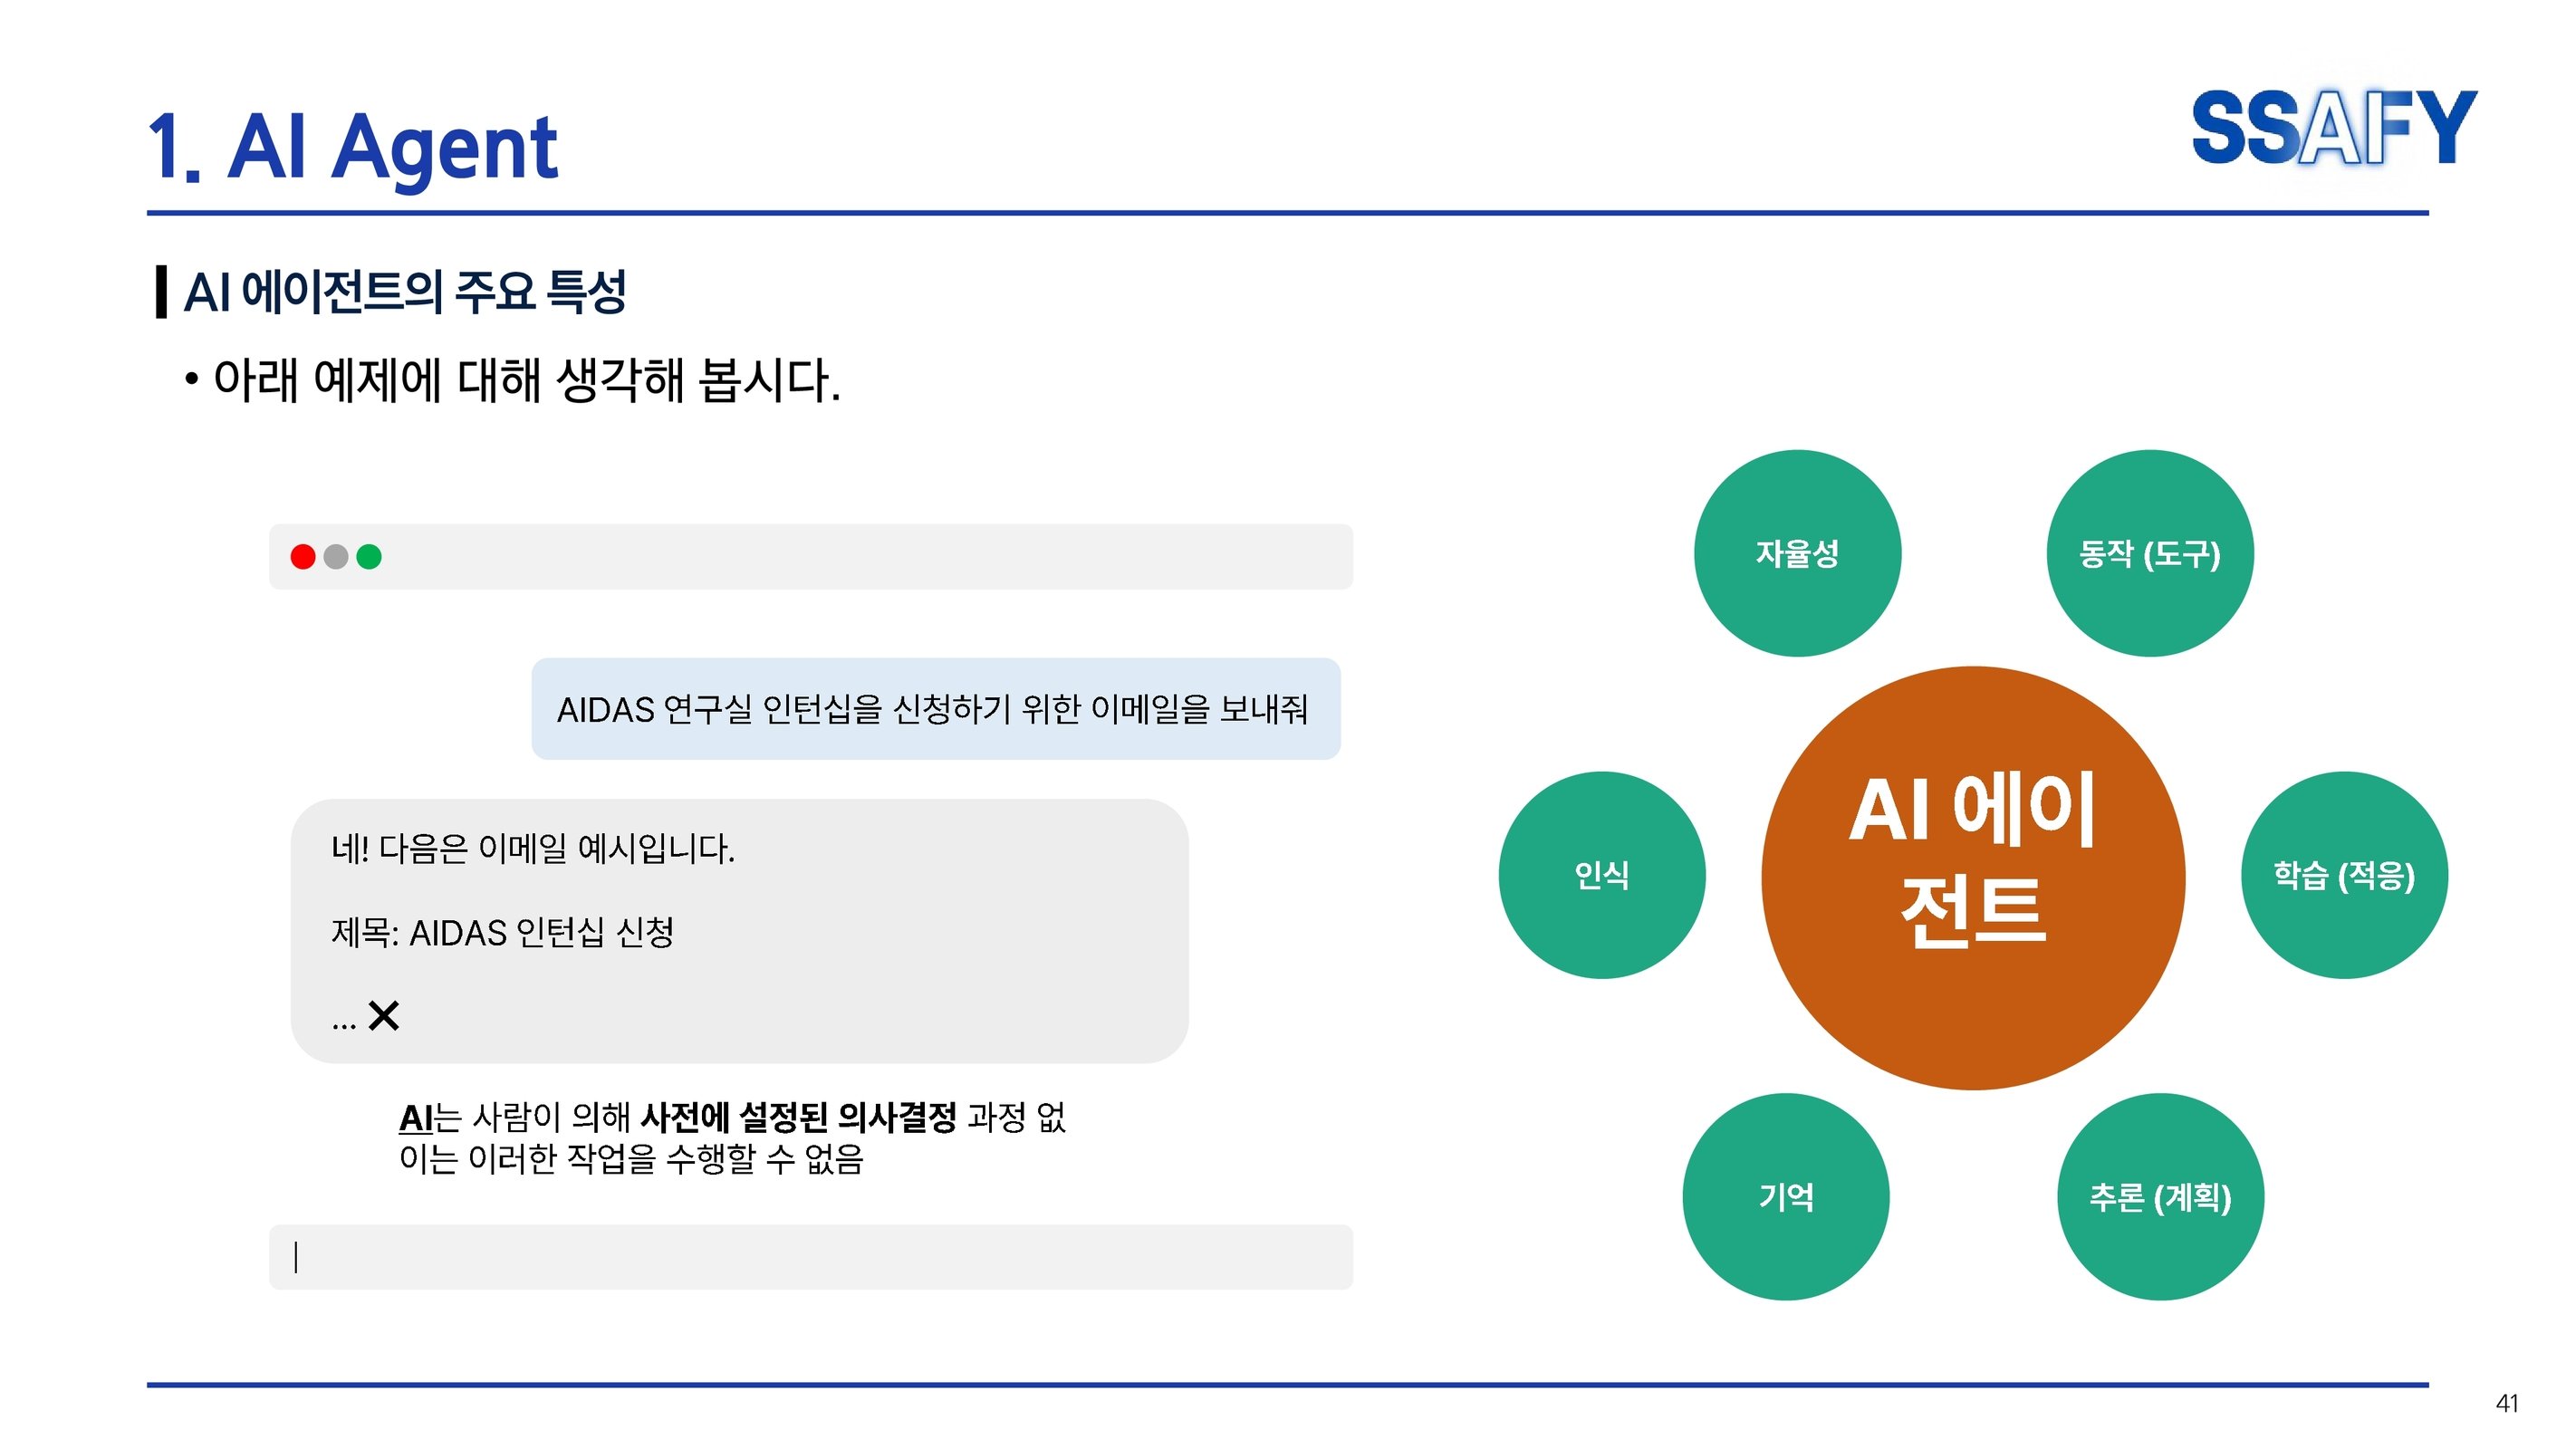 1. AI Agent
SSAFY
AI 에이전트의 주요 특성
• 아래 예제에 대해 생각해 봅시다.
AIDAS 연구실 인턴십을 신청하기 위한 이메일을 보내줘
네! 다음은 이메일 예시입니다.
제목: AIDAS 인턴십 신청
... ✕
AI는 사람이 의해 사전에 설정된 의사결정 과정 없
이는 이러한 작업을 수행할 수 없음
자율성
동작 (도구)
인식
AI 에이
전트
학습 (적응)
기억
추론 (계획)
41